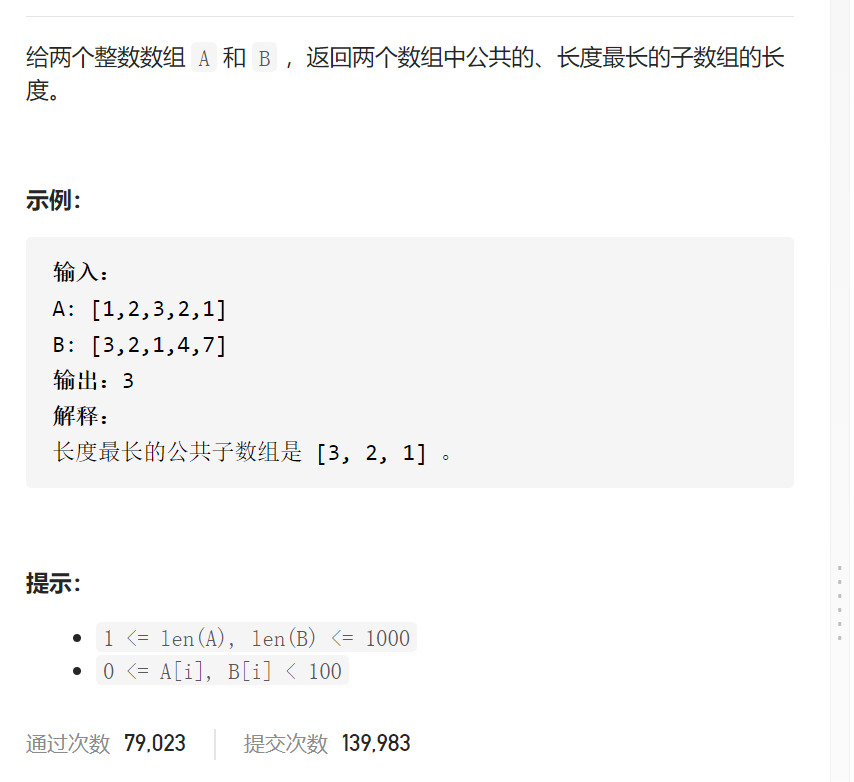 给两个整数数组 A 和 B ，返回两个数组中公共的、长度最长的子数组的长
度。
示例：
输入：
A: [1,2,3,2,1]
B: [3,2,1,4,7]
输出：3
解释：
长度最长的公共子数组是 [3, 2, 1] 。
提示：
1 <= len(A), len(B) <= 1000
0 <= A[i], B[i] < 100
通过次数 79,023 提交次数 139,983